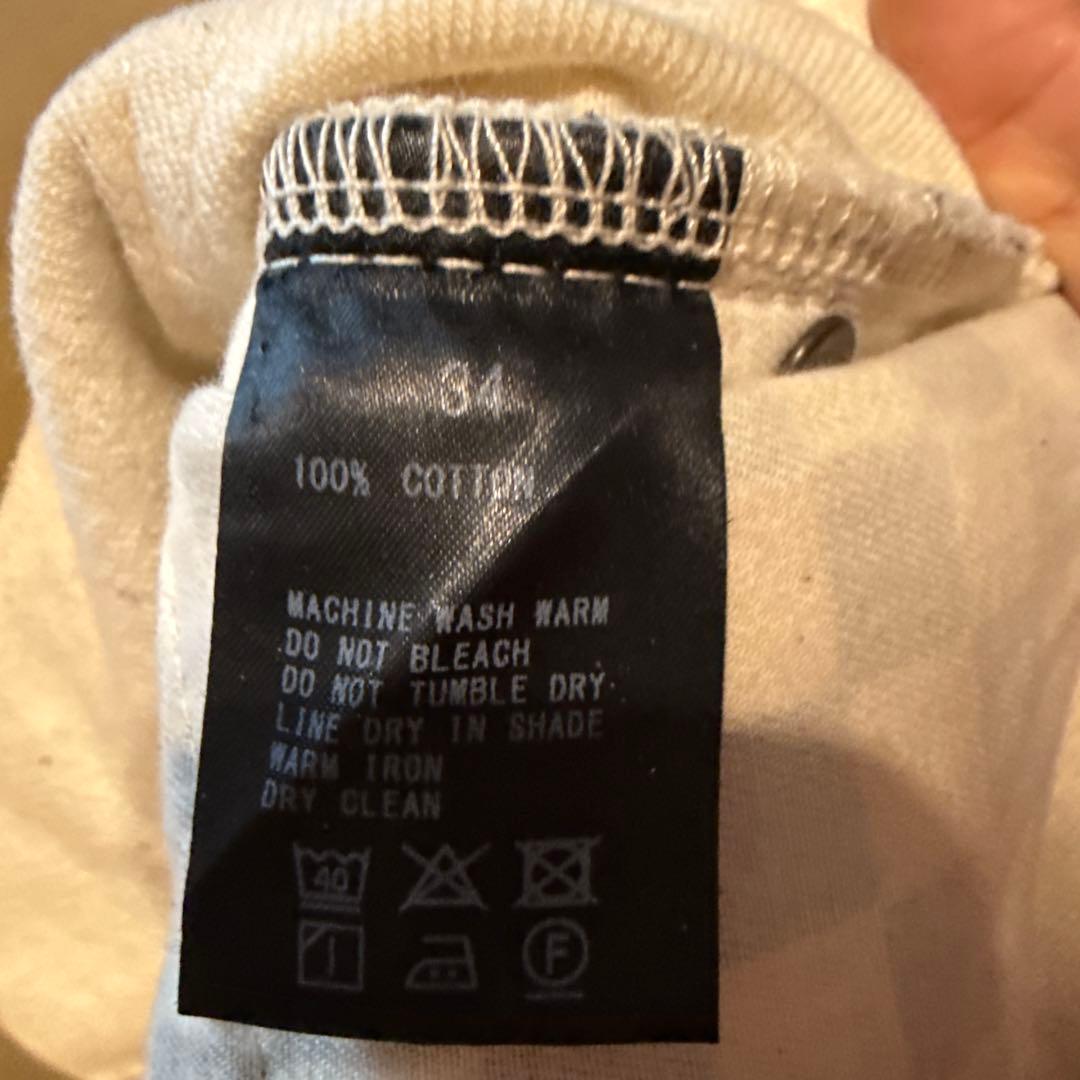 34
100% COTTON
MACHINE WASH WARM
DO NOT BLEACH
DO NOT TUMBLE DRY
LINE DRY IN SHADE
WARM IRON
DRY CLEAN
40
F